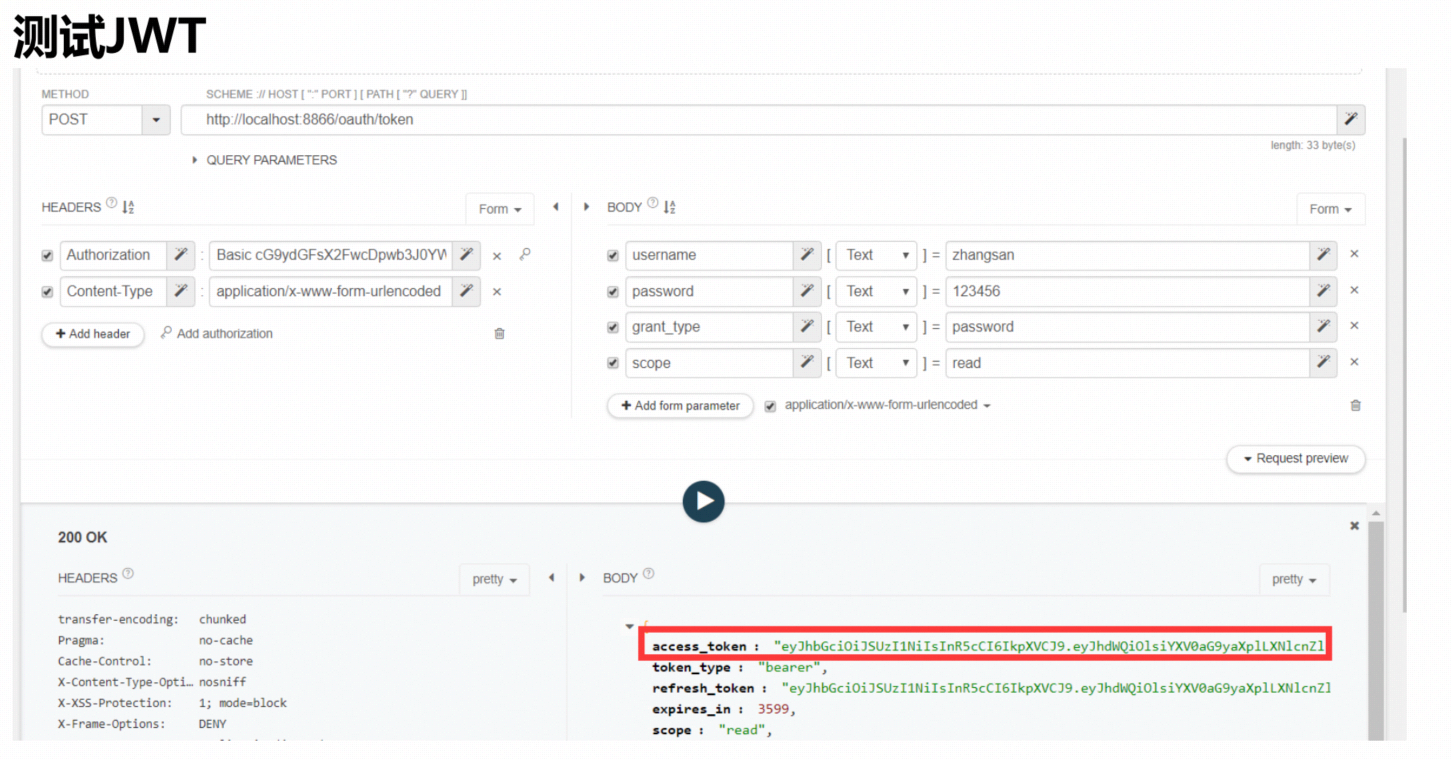 测试JWT
METHOD
SCHEME :// HOST [ ":" PORT ] [ PATH [ "?" QUERY ]]
POST
http://localhost:8866/oauth/token
length: 33 byte(s)
QUERY PARAMETERS
HEADERS
Form
BODY
Form
Authorization : Basic cG9ydGFsX2FwcDpwb3J0YW
username [ Text ] = zhangsan
Content-Type : application/x-www-form-urlencoded
password [ Text ] = 123456
+ Add header
Add authorization
grant_type [ Text ] = password
scope [ Text ] = read
+ Add form parameter
application/x-www-form-urlencoded
Request preview
200 OK
HEADERS
pretty
BODY
pretty
transfer-encoding: chunked
Pragma: no-cache
Cache-Control: no-store
X-Content-Type-Opti… nosniff
X-XSS-Protection: 1; mode=block
X-Frame-Options: DENY
{
access_token : "eyJhbGciOiJSUzI1NiIsInR5cCI6IkpXVCJ9.eyJhdWQiOlsiYXV0aG9yaXplLXNlcnZl
token_type : "bearer",
refresh_token : "eyJhbGciOiJSUzI1NiIsInR5cCI6IkpXVCJ9.eyJhdWQiOlsiYXV0aG9yaXplLXNlcnZl
expires_in : 3599,
scope : "read",